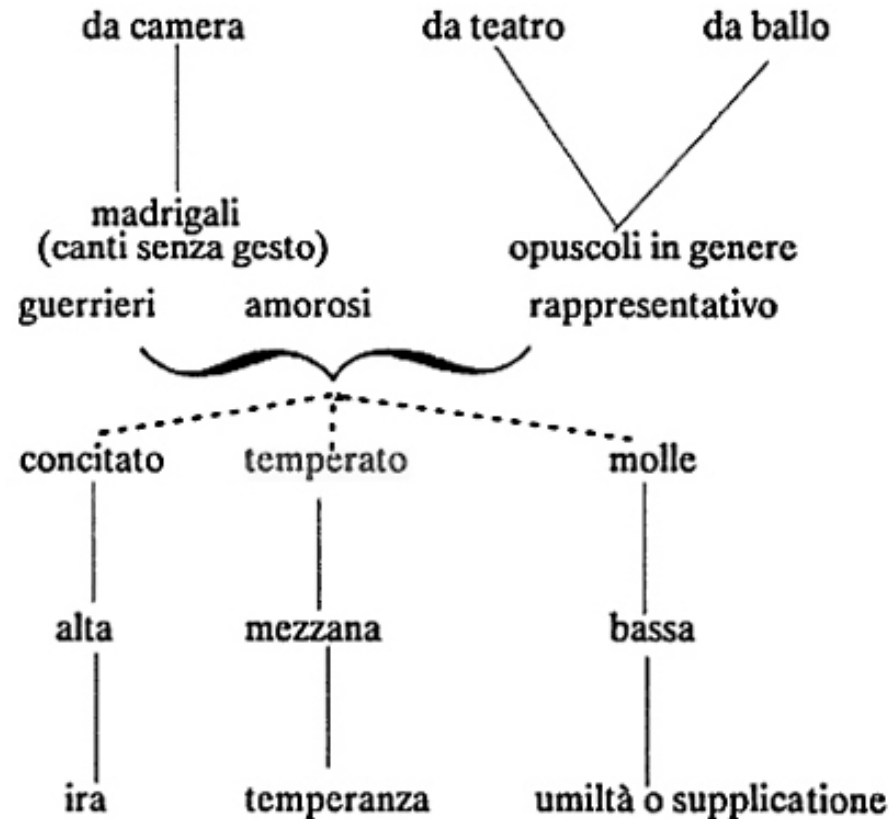 da camera da teatro da ballo
madrigali
(canti senza gesto) opuscoli in genere
guerrieri amorosi rappresentativo
concitato temperato molle
alta mezzana bassa
ira temperanza umiltà o supplicatione